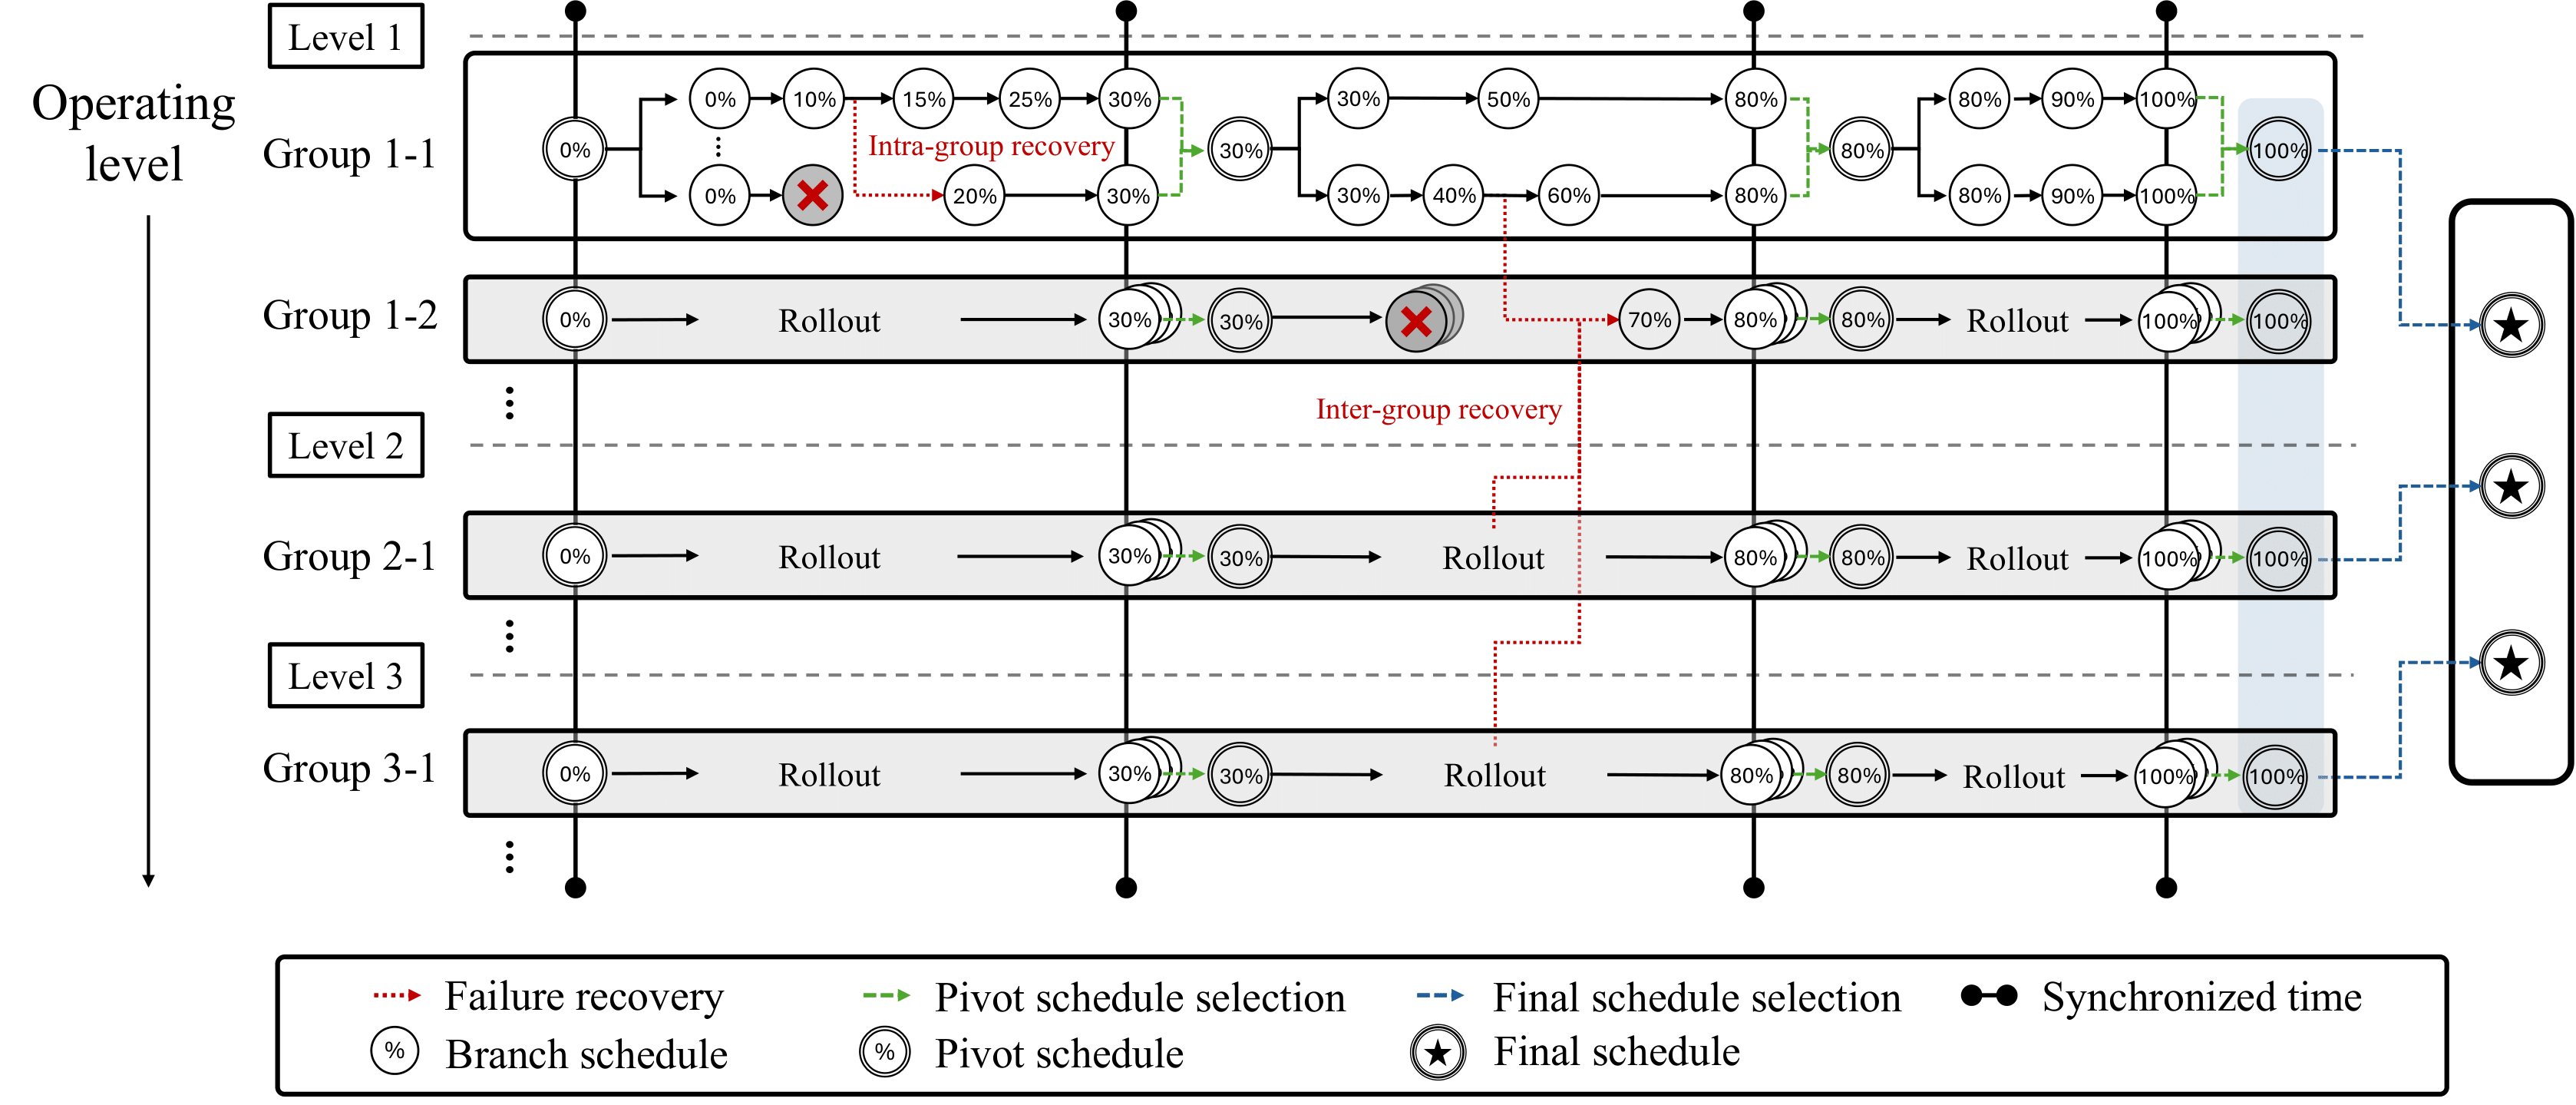 Operating
level
Level 1
Group 1-1
0%
0% 10% 15% 25% 30%
Intra-group recovery
0% 20% 30%
30%
30% 50% 80%
30% 40% 60% 80%
80%
80% 90% 100%
80% 90% 100%
100%
Group 1-2
0% Rollout 30% 30% 70% 80% 80% Rollout 100% 100%
Inter-group recovery
Level 2
Group 2-1
0% Rollout 30% 30% Rollout 80% 80% Rollout 100% 100%
Level 3
Group 3-1
0% Rollout 30% 30% Rollout 80% 80% Rollout 100% 100%
Failure recovery
Pivot schedule selection
Final schedule selection
Synchronized time
% Branch schedule
% Pivot schedule
Final schedule